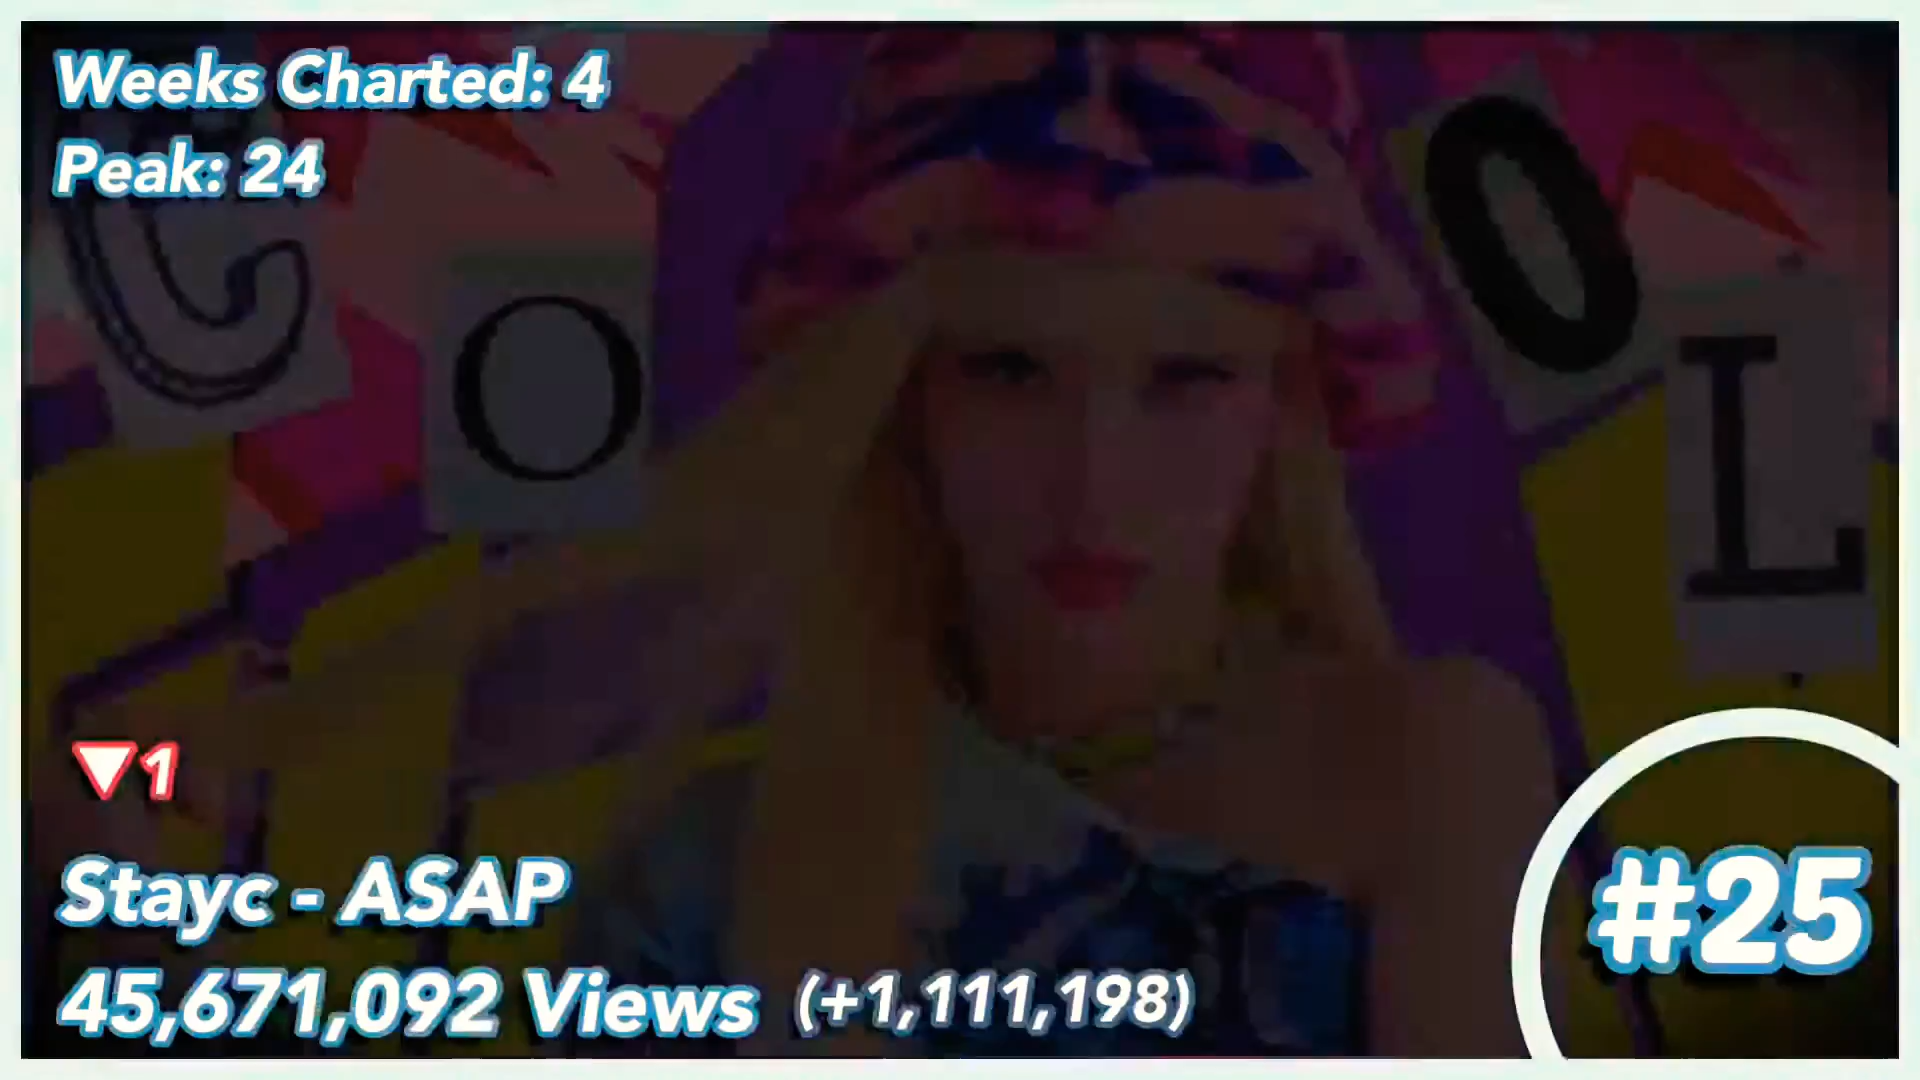 Weeks Charted: 4
Peak: 24
C O O L
▼1
Stayc - ASAP
45,671,092 Views (+1,111,198)
#25